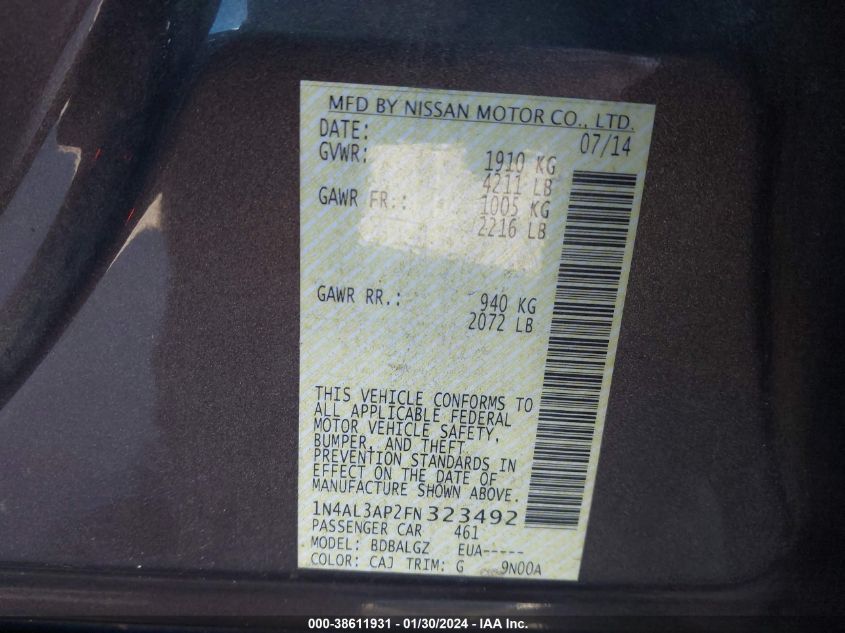 MFD BY NISSAN MOTOR CO., LTD.
DATE: 07/14
GVWR: 1910 KG
4211 LB
GAWR FR.: 1005 KG
2216 LB
GAWR RR.: 940 KG
2072 LB
THIS VEHICLE CONFORMS TO
ALL APPLICABLE FEDERAL
MOTOR VEHICLE SAFETY,
BUMPER, AND THEFT
PREVENTION STANDARDS IN
EFFECT ON THE DATE OF
MANUFACTURE SHOWN ABOVE.
1N4AL3AP2FN323492
PASSENGER CAR 461
MODEL: BDBALGZ EUA-----
COLOR: CAJ TRIM: G 9N00A
000-38611931 - 01/30/2024 - IAA Inc.